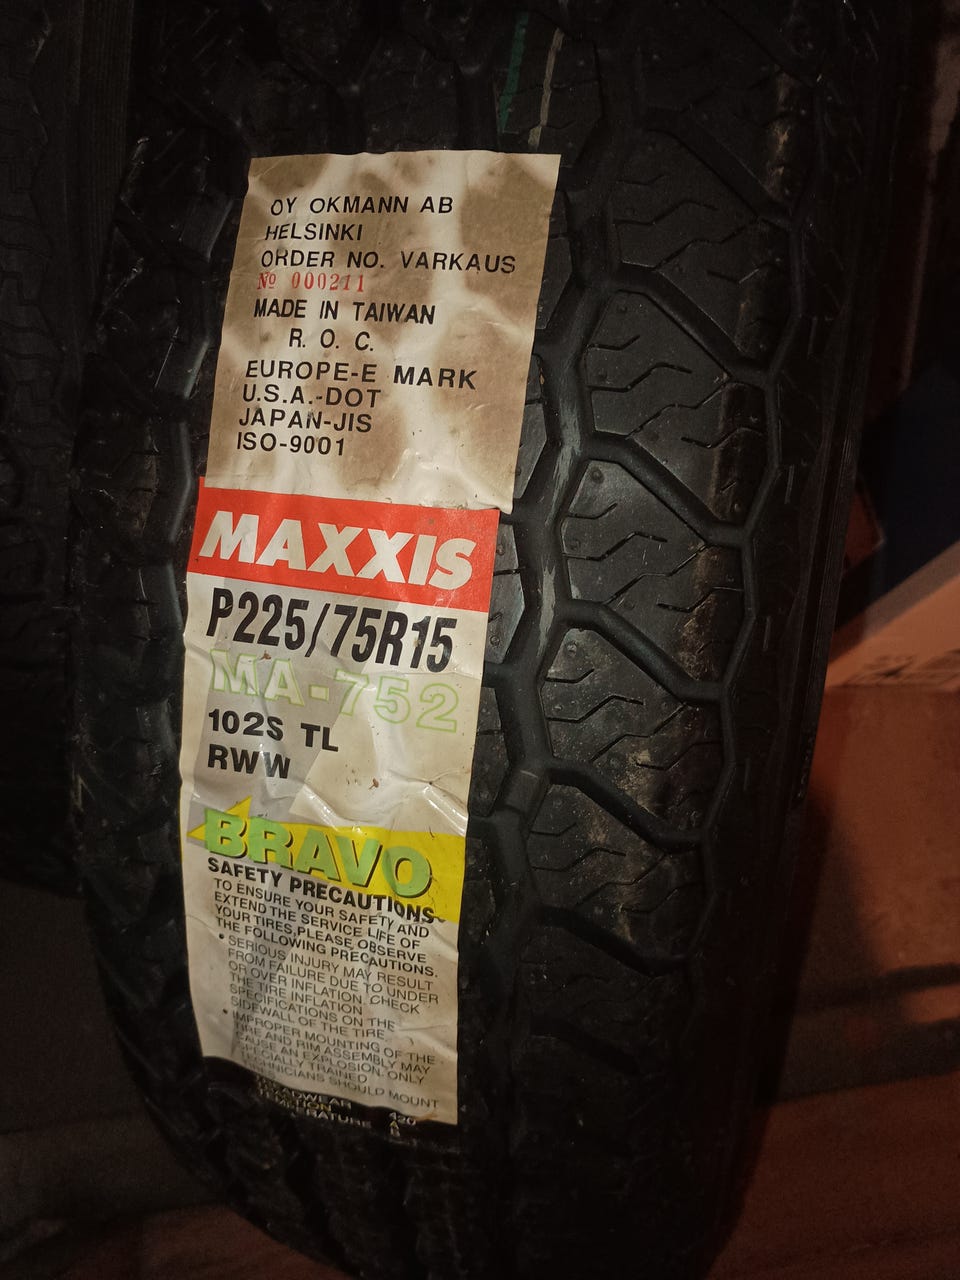 OY OKMANN AB
HELSINKI
ORDER NO. VARKAUS
Nº 000211
MADE IN TAIWAN
R. O. C.
EUROPE-E MARK
U.S.A.-DOT
JAPAN-JIS
ISO-9001
MAXXIS
P225/75R15
MA-752
102S TL
RWW
BRAVO
SAFETY PRECAUTIONS
TO ENSURE YOUR SAFETY AND
EXTEND THE SERVICE LIFE OF
YOUR TIRES,PLEASE OBSERVE
THE FOLLOWING PRECAUTIONS.
• SERIOUS INJURY MAY RESULT
FROM FAILURE DUE TO UNDER
OR OVER INFLATION. CHECK
THE TIRE INFLATION
SPECIFICATIONS ON THE
SIDEWALL OF THE TIRE.
• IMPROPER MOUNTING OF THE
TIRE AND RIM ASSEMBLY MAY
CAUSE AN EXPLOSION. ONLY
SPECIALLY TRAINED
TECHNICIANS SHOULD MOUNT
420
A
B